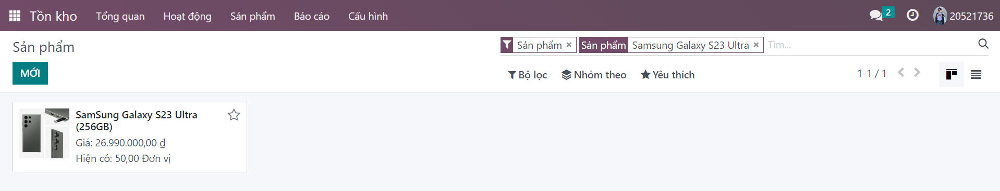 Tồn kho Tổng quan Hoạt động Sản phẩm Báo cáo Cấu hình 2 20521736
Sản phẩm Sản phẩm × Sản phẩm Samsung Galaxy S23 Ultra × Tìm...
MỚI Bộ lọc Nhóm theo Yêu thích 1-1 / 1
SamSung Galaxy S23 Ultra
(256GB)
Giá: 26.990.000,00 ₫
Hiện có: 50,00 Đơn vị